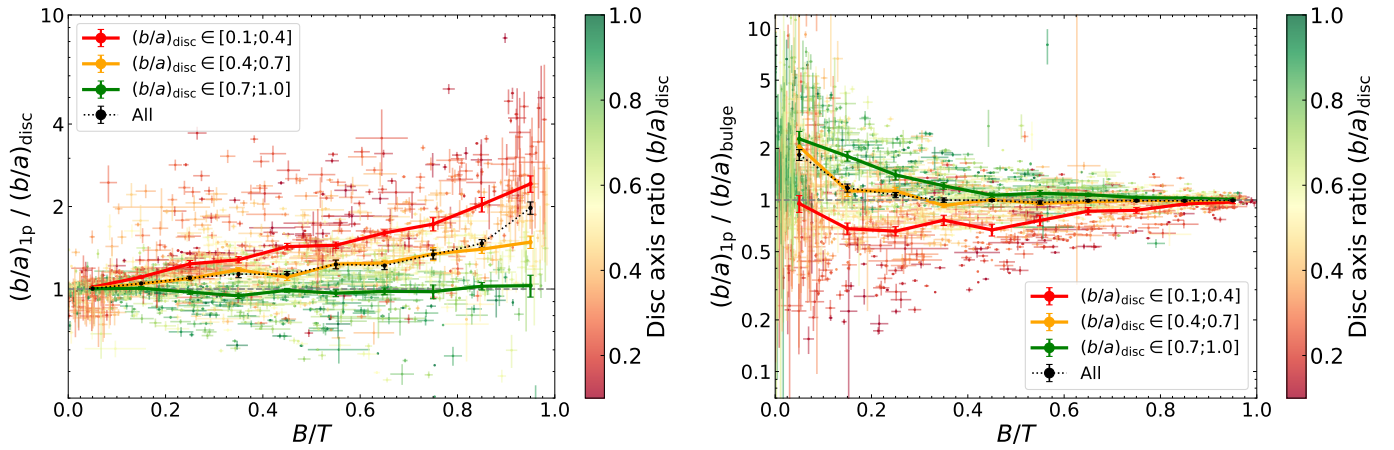 10
4
2
1
(b/a)1p / (b/a)disc
(b/a)disc ∈ [0.1;0.4]
(b/a)disc ∈ [0.4;0.7]
(b/a)disc ∈ [0.7;1.0]
All
0.0 0.2 0.4 0.6 0.8 1.0
B/T
1.0
0.8
0.6
0.4
0.2
Disc axis ratio (b/a)disc
10
5
2
1
0.5
0.2
0.1
(b/a)1p / (b/a)bulge
(b/a)disc ∈ [0.1;0.4]
(b/a)disc ∈ [0.4;0.7]
(b/a)disc ∈ [0.7;1.0]
All
0.0 0.2 0.4 0.6 0.8 1.0
B/T
1.0
0.8
0.6
0.4
0.2
Disc axis ratio (b/a)disc